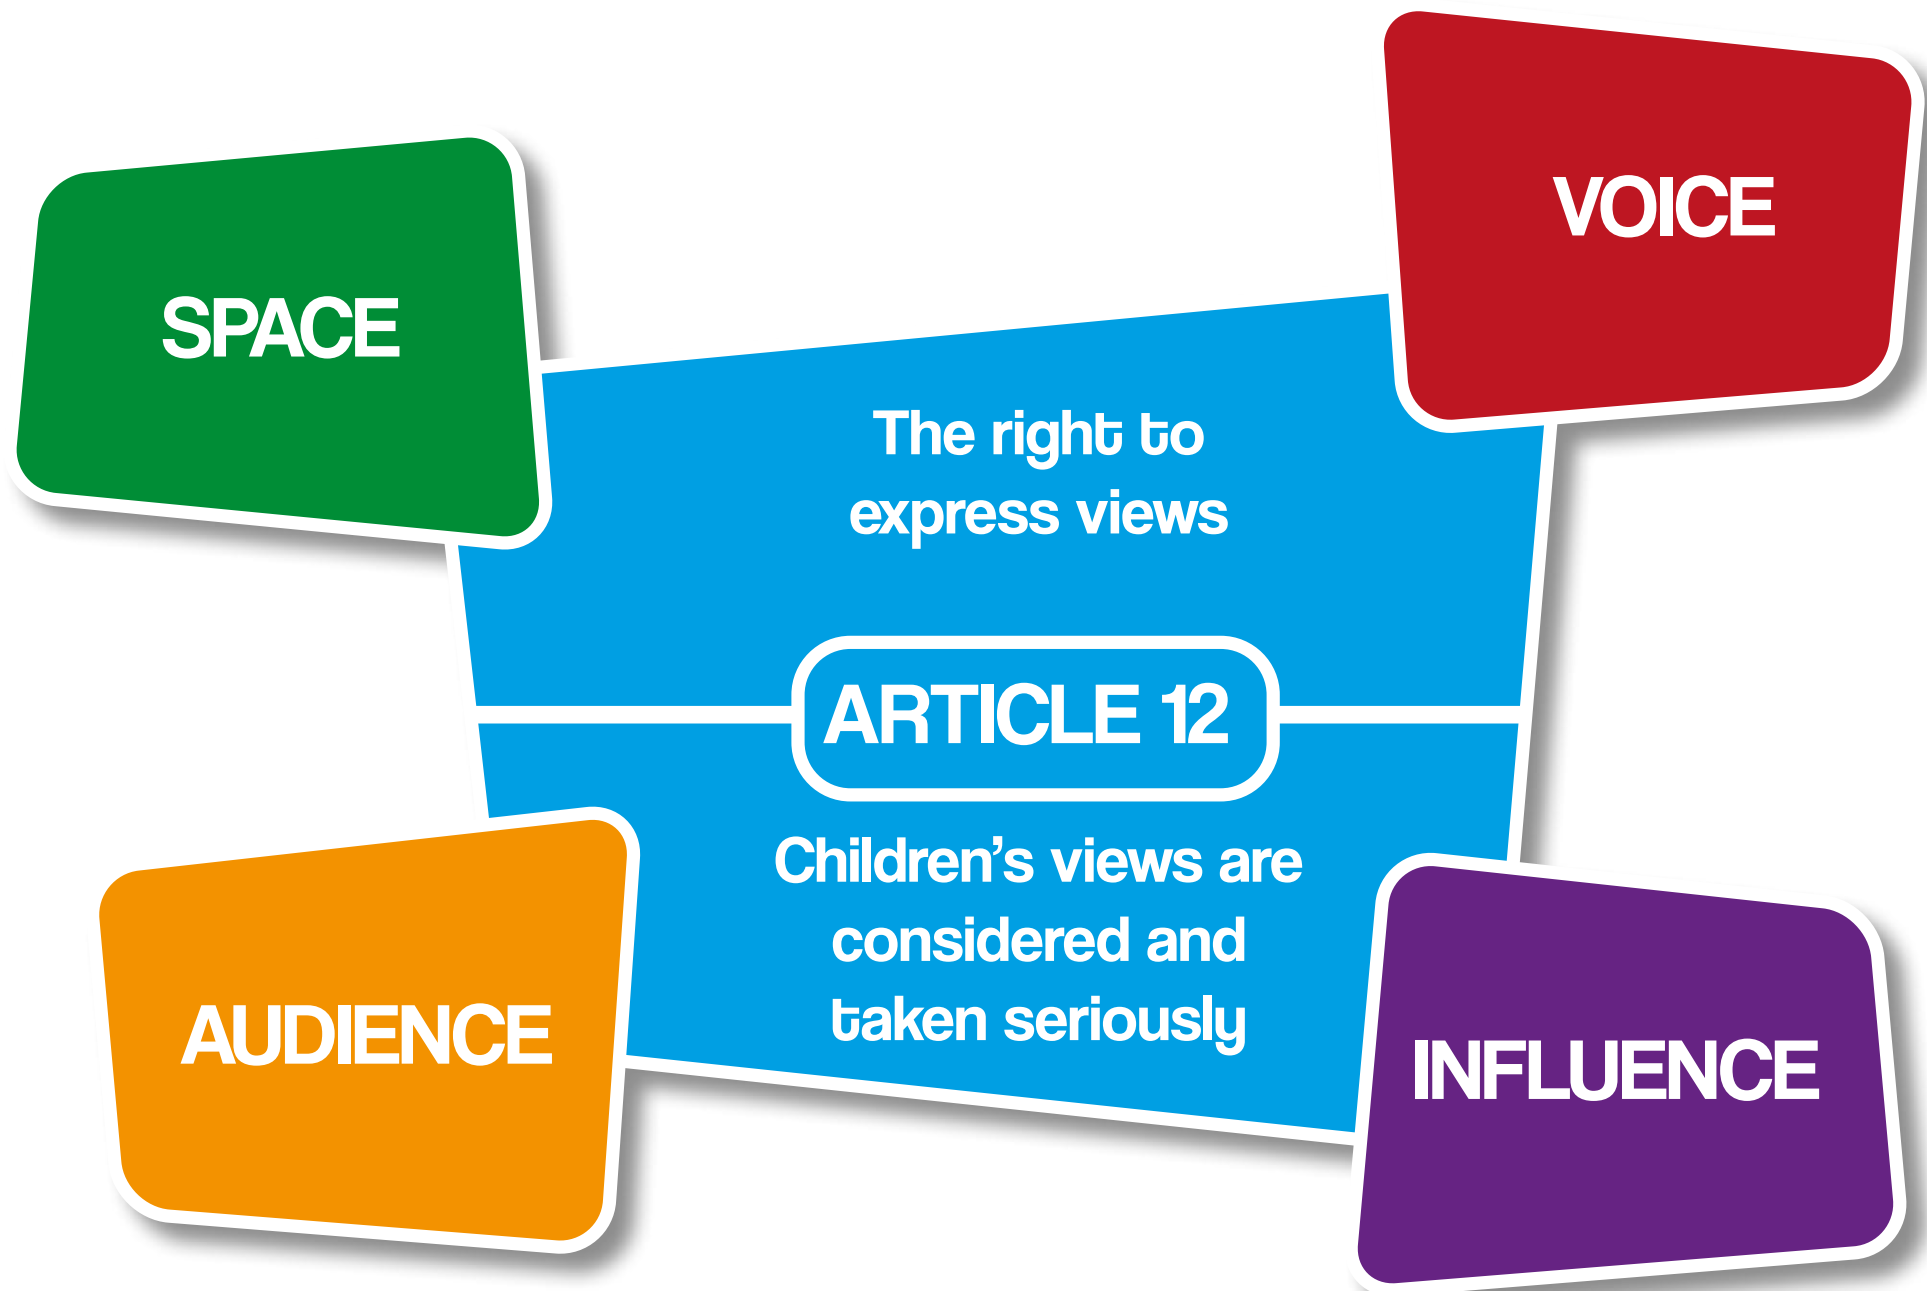 SPACE
VOICE
The right to
express views
ARTICLE 12
Children's views are
considered and
taken seriously
AUDIENCE
INFLUENCE